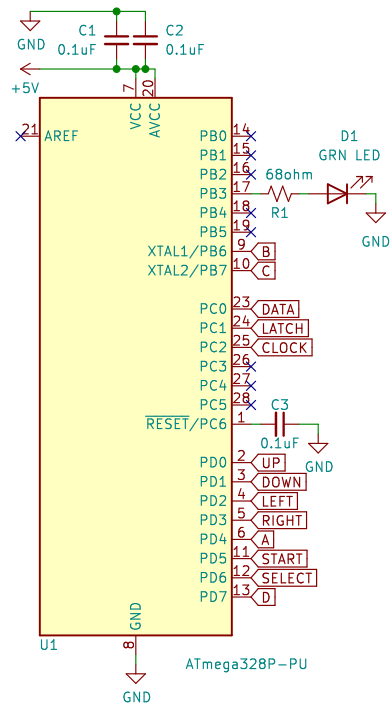 C1
C2
GND
0.1uF
0.1uF
+5V
7
20
VCC
AVCC
21
AREF
PB0
14
PB1
15
PB2
16
PB3
17
PB4
18
PB5
19
XTAL1/PB6
9
B
XTAL2/PB7
10
C
PC0
23
DATA
PC1
24
LATCH
PC2
25
CLOCK
PC3
26
PC4
27
PC5
28
RESET/PC6
1
PD0
2
UP
PD1
3
DOWN
PD2
4
LEFT
PD3
5
RIGHT
PD4
6
A
PD5
11
START
PD6
12
SELECT
PD7
13
D
D1
GRN LED
68ohm
R1
GND
C3
0.1uF
GND
GND
8
U1
ATmega328P-PU
GND